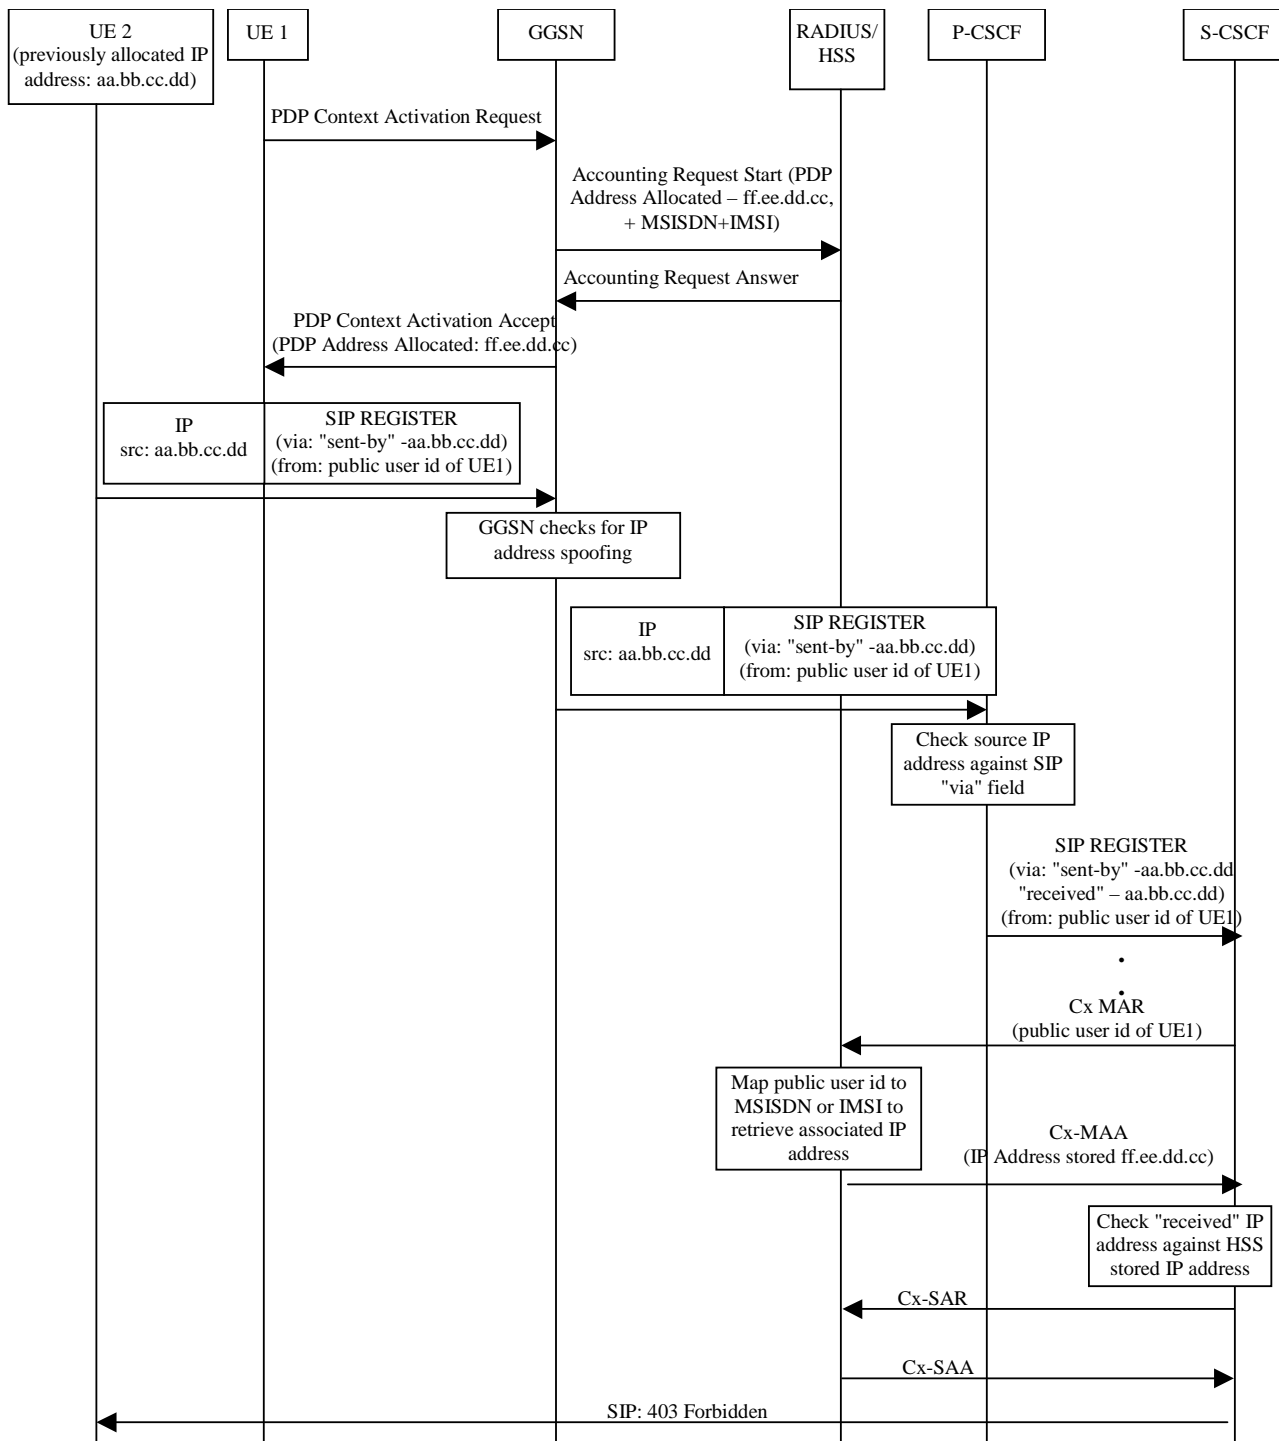 UE 2
(previously allocated IP
address: aa.bb.cc.dd)
UE 1
GGSN
RADIUS/
HSS
P-CSCF
S-CSCF
PDP Context Activation Request
Accounting Request Start (PDP
Address Allocated – ff.ee.dd.cc,
+ MSISDN+IMSI)
Accounting Request Answer
PDP Context Activation Accept
(PDP Address Allocated: ff.ee.dd.cc)
IP
src: aa.bb.cc.dd
SIP REGISTER
(via: "sent-by" -aa.bb.cc.dd)
(from: public user id of UE1)
GGSN checks for IP
address spoofing
IP
src: aa.bb.cc.dd
SIP REGISTER
(via: "sent-by" -aa.bb.cc.dd)
(from: public user id of UE1)
Check source IP
address against SIP
"via" field
SIP REGISTER
(via: "sent-by" -aa.bb.cc.dd
"received" – aa.bb.cc.dd)
(from: public user id of UE1)
.
.
Cx MAR
(public user id of UE1)
Map public user id to
MSISDN or IMSI to
retrieve associated IP
address
Cx-MAA
(IP Address stored ff.ee.dd.cc)
Check "received" IP
address against HSS
stored IP address
Cx-SAR
Cx-SAA
SIP: 403 Forbidden